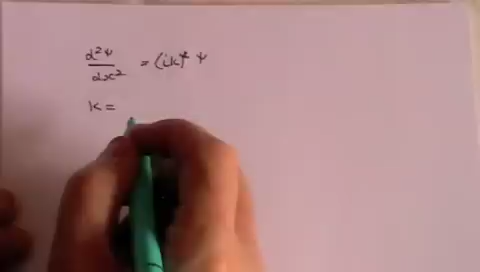 d²ψ/dx² = (ik)² ψ
k =